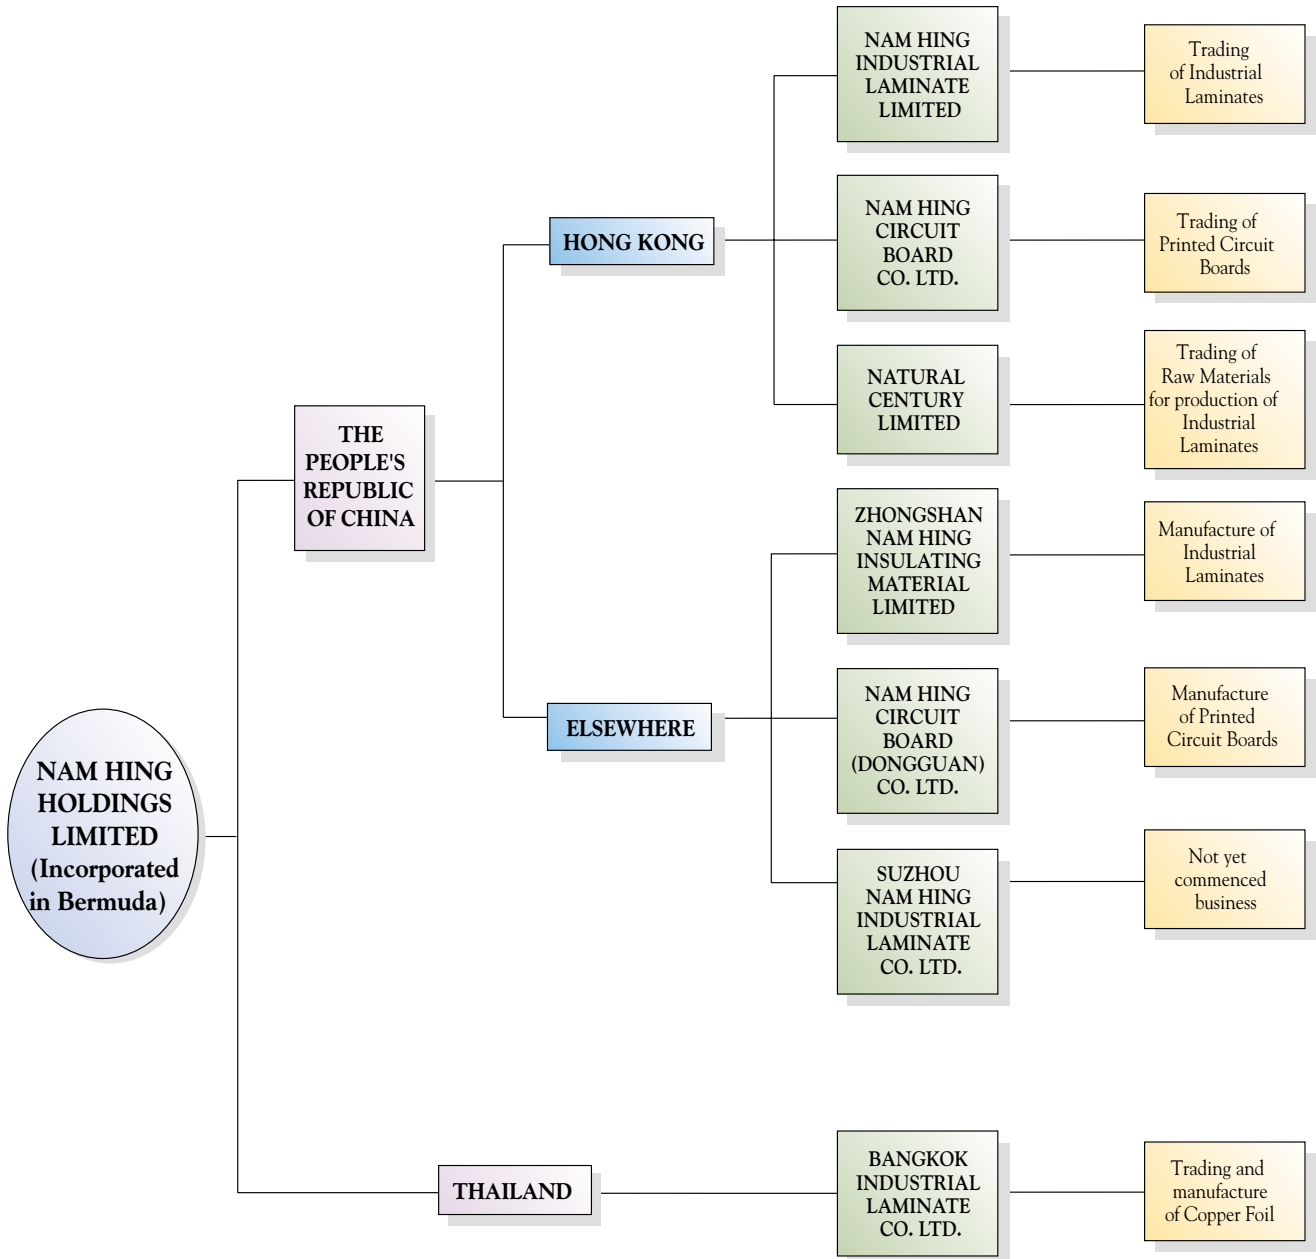 NAM HING
HOLDINGS
LIMITED
(Incorporated
in Bermuda)
THE
PEOPLE'S
REPUBLIC
OF CHINA
HONG KONG
NAM HING
INDUSTRIAL
LAMINATE
LIMITED
Trading
of Industrial
Laminates
NAM HING
CIRCUIT
BOARD
CO. LTD.
Trading of
Printed Circuit
Boards
NATURAL
CENTURY
LIMITED
Trading of
Raw Materials
for production of
Industrial
Laminates
ELSEWHERE
ZHONGSHAN
NAM HING
INSULATING
MATERIAL
LIMITED
Manufacture of
Industrial
Laminates
NAM HING
CIRCUIT
BOARD
(DONGGUAN)
CO. LTD.
Manufacture
of Printed
Circuit Boards
SUZHOU
NAM HING
INDUSTRIAL
LAMINATE
CO. LTD.
Not yet
commenced
business
THAILAND
BANGKOK
INDUSTRIAL
LAMINATE
CO. LTD.
Trading and
manufacture
of Copper Foil